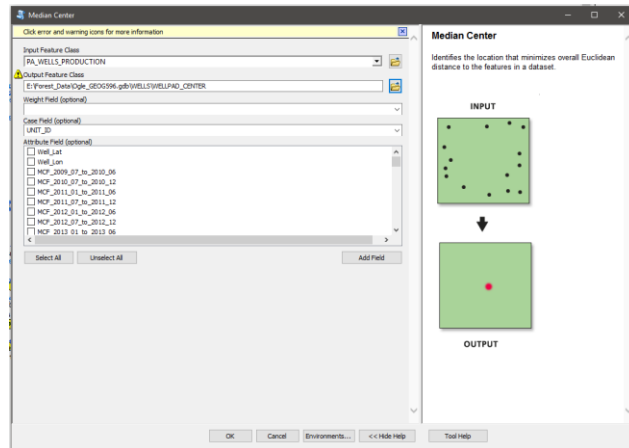 Median Center
Click error and warning icons for more information
Input Feature Class
PA_WELLS_PRODUCTION
Output Feature Class
E:\Forest_Data\Ogle_GEOG596.gdb\WELLS\WELLPAD_CENTER
Weight Field (optional)
Case Field (optional)
UNIT_ID
Attribute Field (optional)
Well_Lat
Well_Lon
MCF_2009_07_to_2010_06
MCF_2010_07_to_2010_12
MCF_2011_01_to_2011_06
MCF_2011_07_to_2011_12
MCF_2012_01_to_2012_06
MCF_2012_07_to_2012_12
MCF_2013_01_to_2013_06
Select All
Unselect All
Add Field
Median Center
Identifies the location that minimizes overall Euclidean
distance to the features in a dataset.
INPUT
OUTPUT
OK
Cancel
Environments...
<< Hide Help
Tool Help